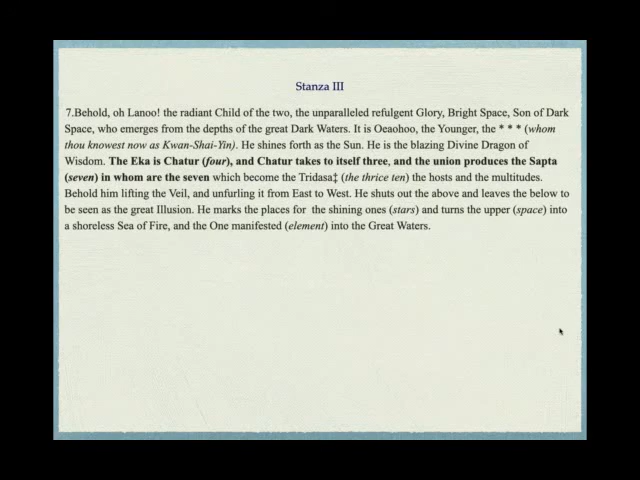 Stanza III
7.Behold, oh Lanoo! the radiant Child of the two, the unparalleled refulgent Glory, Bright Space, Son of Dark
Space, who emerges from the depths of the great Dark Waters. It is Oeaohoo, the Younger, the * * * (whom
thou knowest now as Kwan-Shai-Yin). He shines forth as the Sun. He is the blazing Divine Dragon of
Wisdom. The Eka is Chatur (four), and Chatur takes to itself three, and the union produces the Sapta
(seven) in whom are the seven which become the Tridasa‡ (the thrice ten) the hosts and the multitudes.
Behold him lifting the Veil, and unfurling it from East to West. He shuts out the above and leaves the below to
be seen as the great Illusion. He marks the places for the shining ones (stars) and turns the upper (space) into
a shoreless Sea of Fire, and the One manifested (element) into the Great Waters.